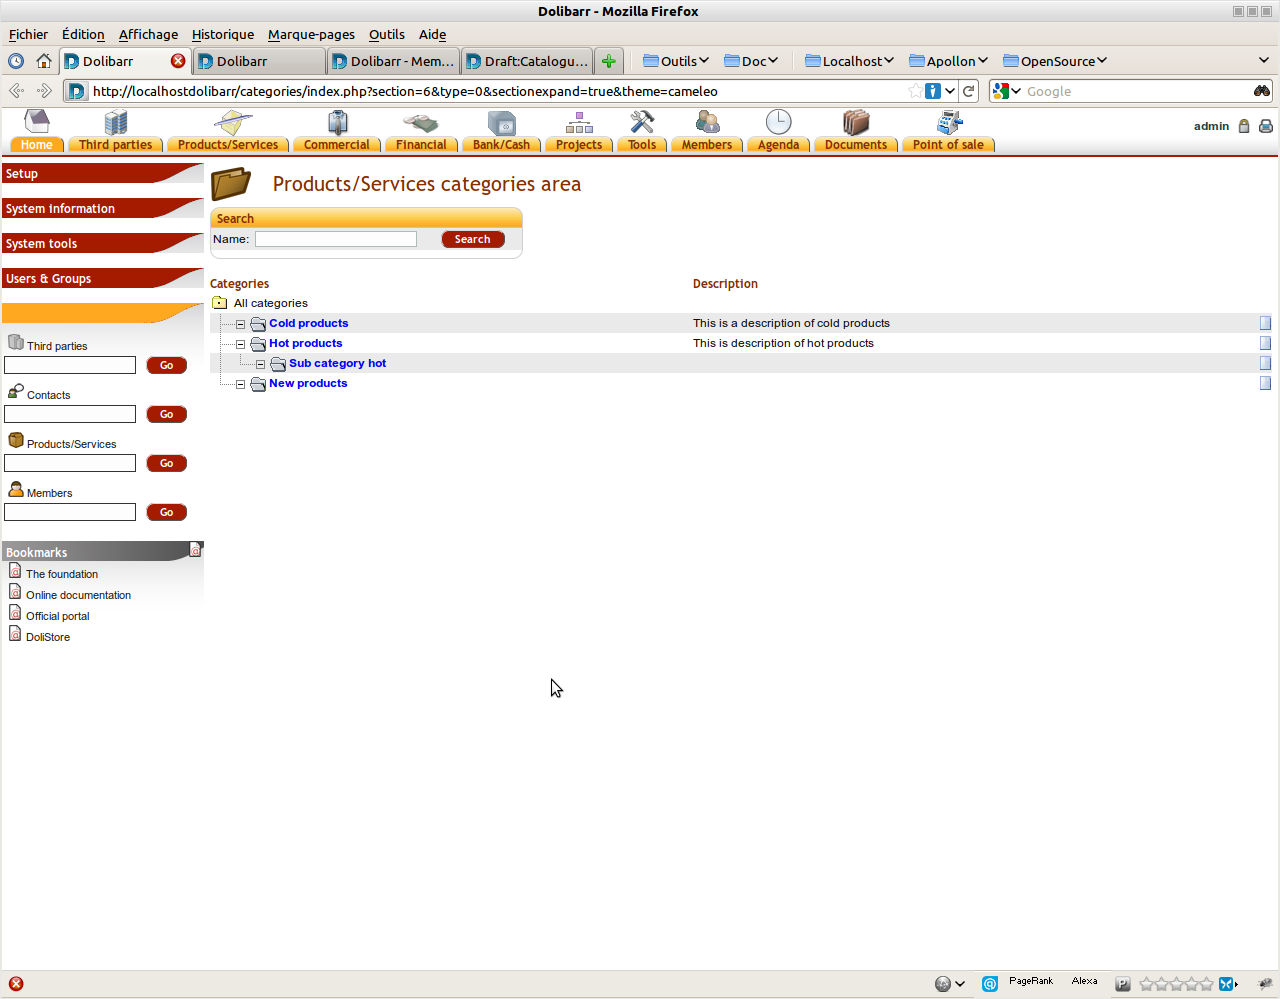 Dolibarr - Mozilla Firefox
Fichier Édition Affichage Historique Marque-pages Outils Aide
Dolibarr Dolibarr Dolibarr - Mem... Draft:Catalogu... Outils Doc Localhost Apollon OpenSource
http://localhostdolibarr/categories/index.php?section=6&type=0&sectionexpand=true&theme=cameleo Google
Home Third parties Products/Services Commercial Financial Bank/Cash Projects Tools Members Agenda Documents Point of sale admin
Setup
System information
System tools
Users & Groups
Third parties
Go
Contacts
Go
Products/Services
Go
Members
Go
Bookmarks
The foundation
Online documentation
Official portal
DoliStore
Products/Services categories area
Search
Name: Search
Categories Description
All categories
Cold products This is a description of cold products
Hot products This is description of hot products
Sub category hot
New products
PageRank Alexa P